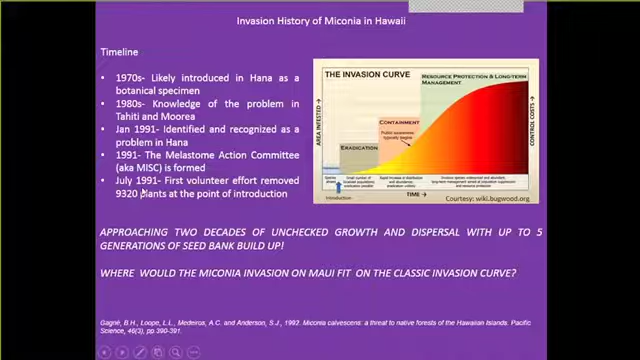 Invasion History of Miconia in Hawaii
Timeline
• 1970s- Likely introduced in Hana as a
botanical specimen
• 1980s- Knowledge of the problem in
Tahiti and Moorea
• Jan 1991- Identified and recognized as a
problem in Hana
• 1991- The Melastome Action Committee
(aka MISC) is formed
• July 1991- First volunteer effort removed
9320 plants at the point of introduction
THE INVASION CURVE
RESOURCE PROTECTION & LONG-TERM
MANAGEMENT
CONTAINMENT
Public awareness
typically begins
ERADICATION
AREA INFESTED →
CONTROL COSTS →
Introduction
TIME →
Courtesy: wiki.bugwood.org
APPROACHING TWO DECADES OF UNCHECKED GROWTH AND DISPERSAL WITH UP TO 5
GENERATIONS OF SEED BANK BUILD UP!
WHERE WOULD THE MICONIA INVASION ON MAUI FIT ON THE CLASSIC INVASION CURVE?
Gagné, B.H., Loope, L.L., Medeiros, A.C. and Anderson, S.J., 1992. Miconia calvescens: a threat to native forests of the Hawaiian Islands. Pacific
Science, 46(3), pp.390-391.